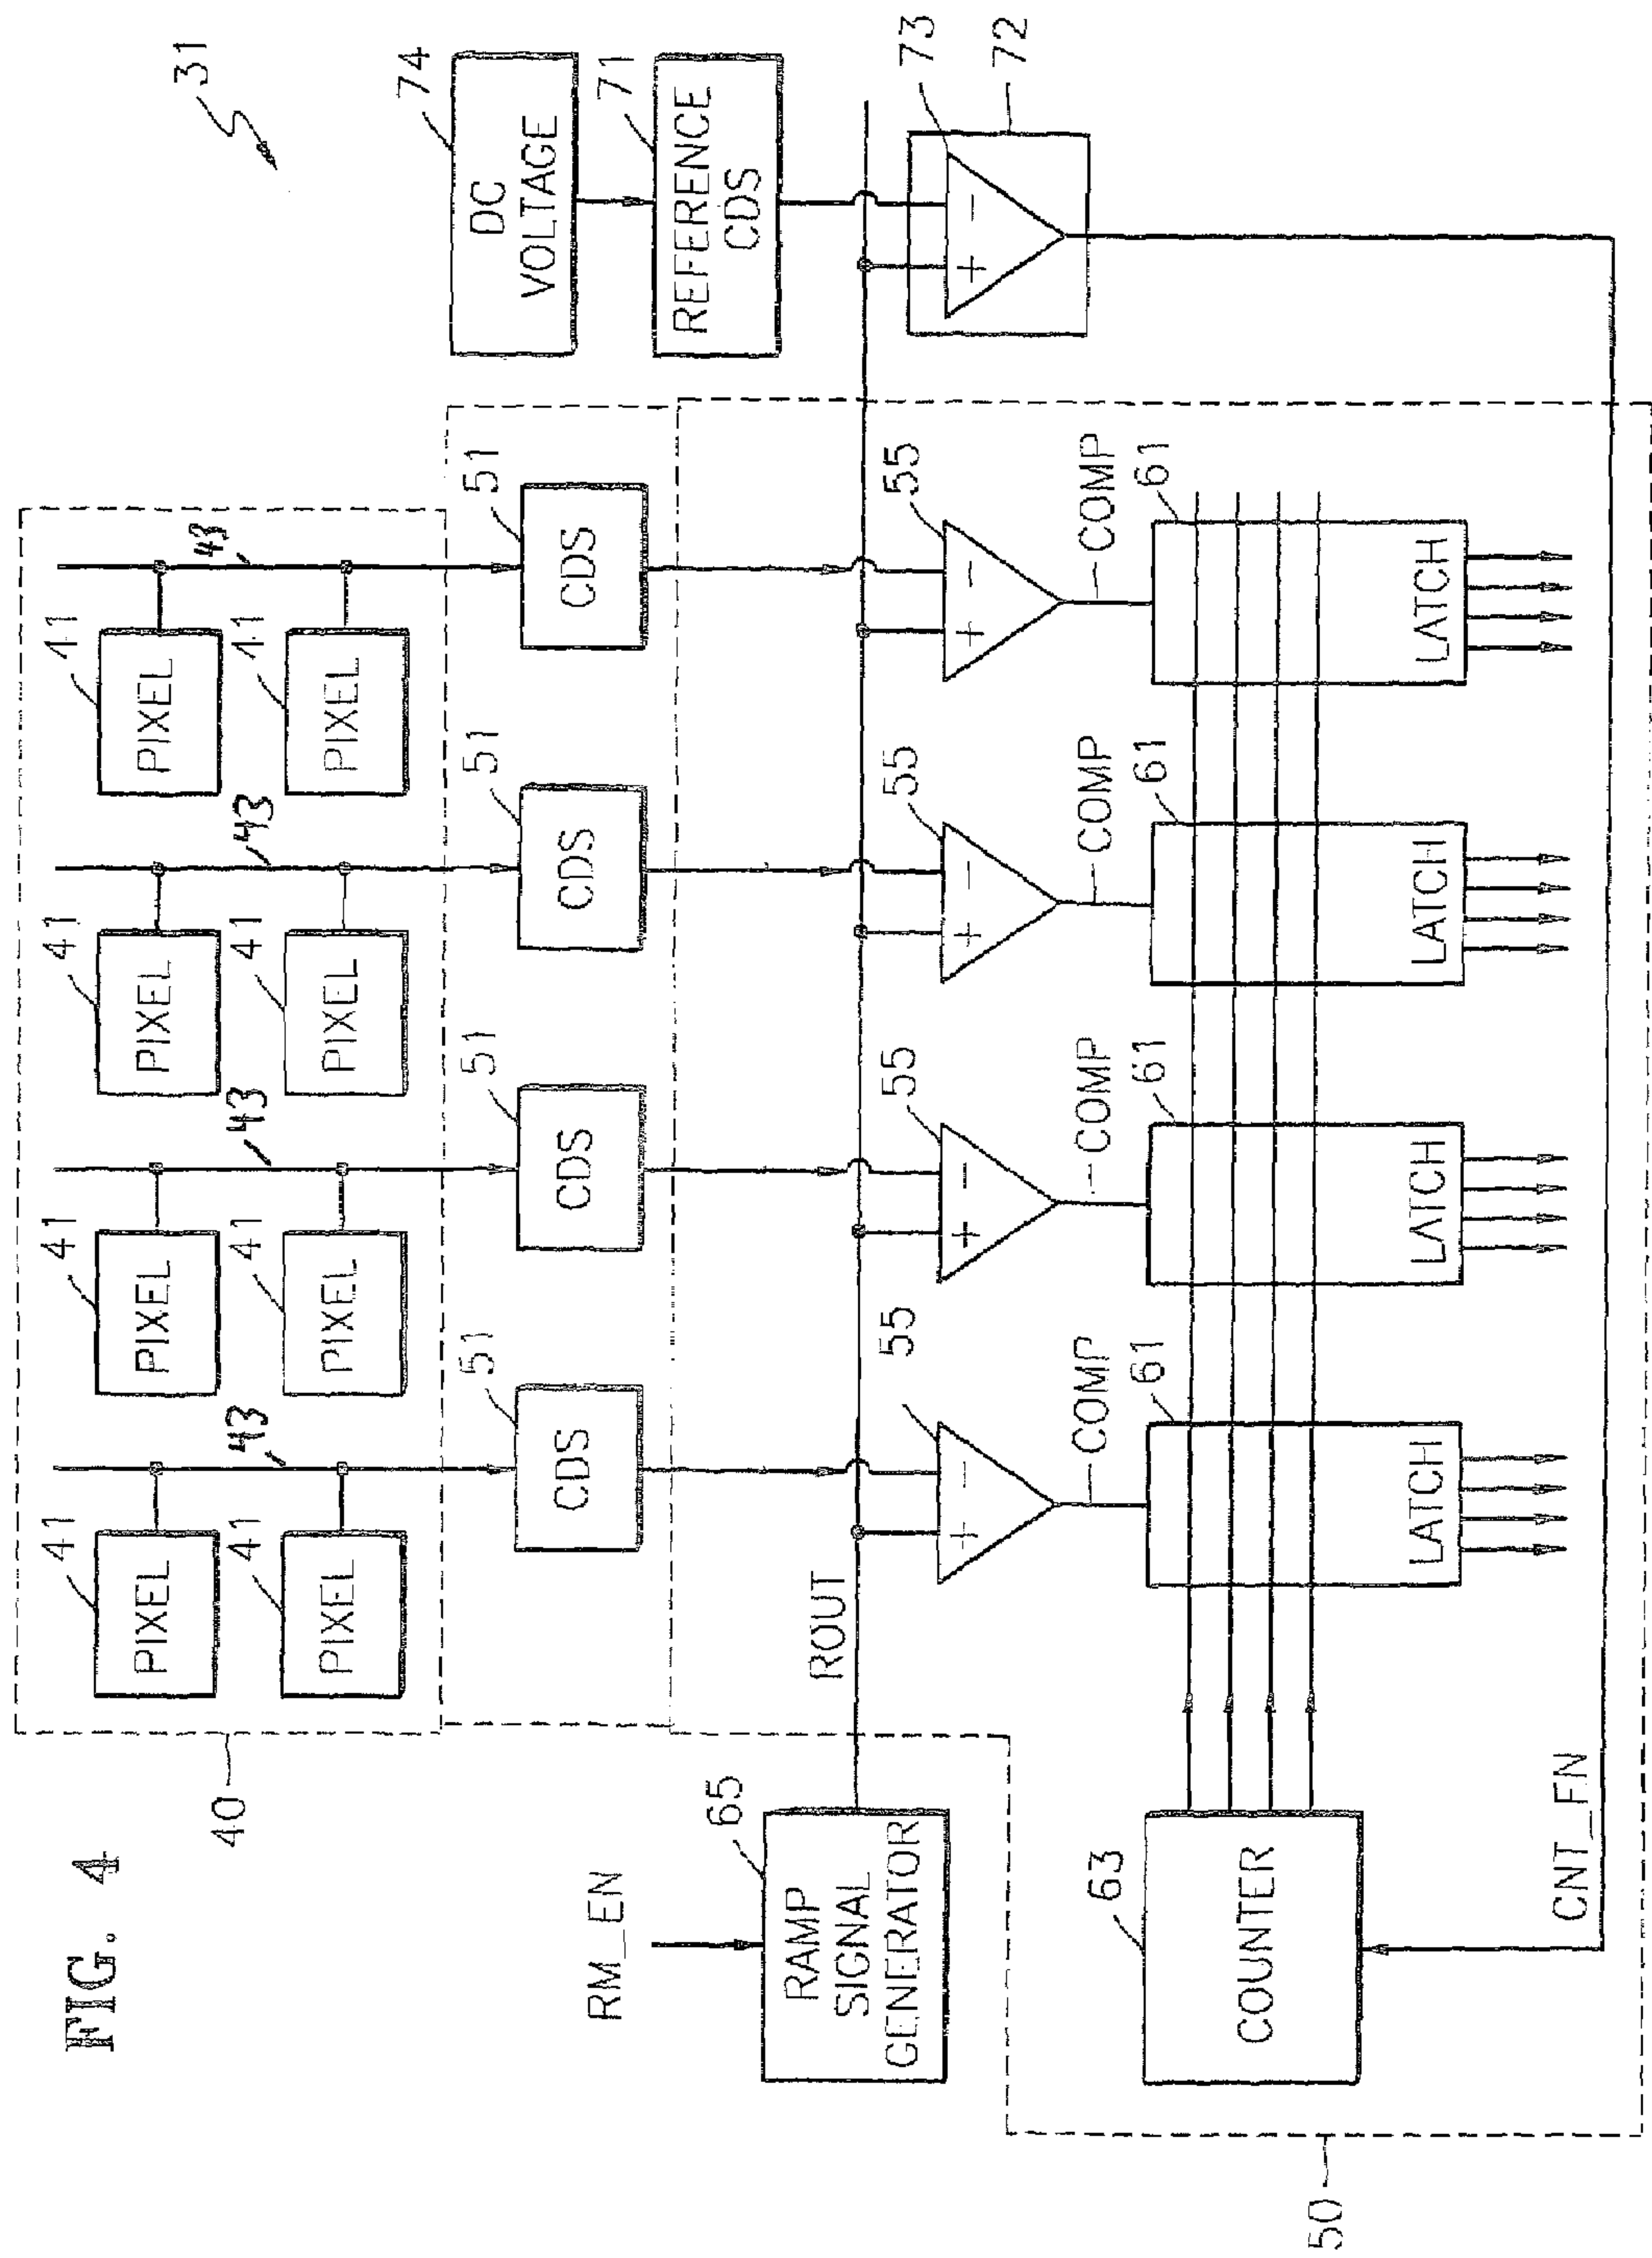 FIG. 4
31
40
41
41
41
41
PIXEL
PIXEL
PIXEL
PIXEL
43
43
43
43
41
41
41
41
PIXEL
PIXEL
PIXEL
PIXEL
74
DC
VOLTAGE
51
51
51
51
CDS
CDS
CDS
CDS
71
REFERENCE
CDS
RM_EN
65
RAMP
SIGNAL
GENERATOR
ROUT
55
55
55
55
73
+ −
+ −
+ −
+ −
+ −
72
COMP
COMP
COMP
COMP
63
61
61
61
61
COUNTER
LATCH
LATCH
LATCH
LATCH
50
CNT_EN